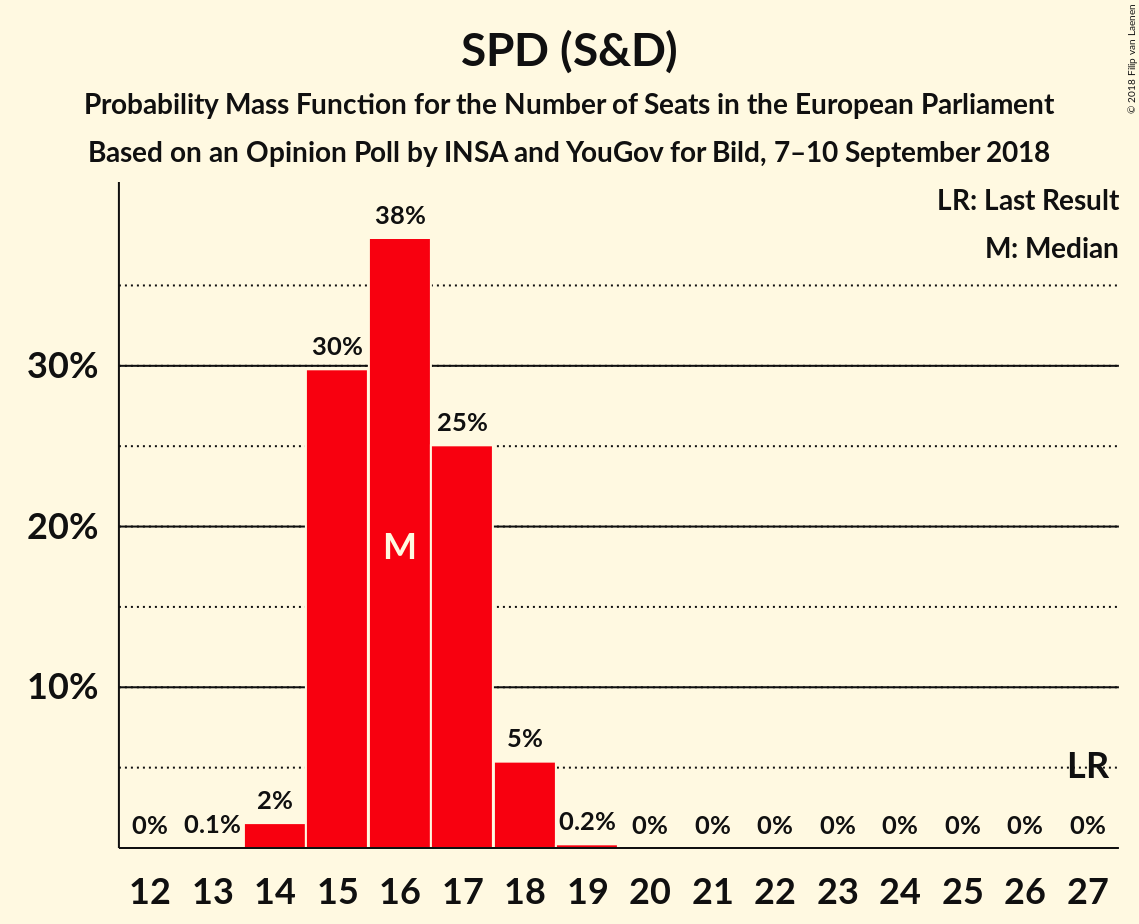 SPD (S&D)
Probability Mass Function for the Number of Seats in the European Parliament
Based on an Opinion Poll by INSA and YouGov for Bild, 7–10 September 2018
© 2018 Filip van Laenen
LR: Last Result
M: Median
38%
30%
30%
25%
20%
M
10%
5%
LR
2%
0% 0.1% 0.2% 0% 0% 0% 0% 0% 0% 0% 0%
12 13 14 15 16 17 18 19 20 21 22 23 24 25 26 27